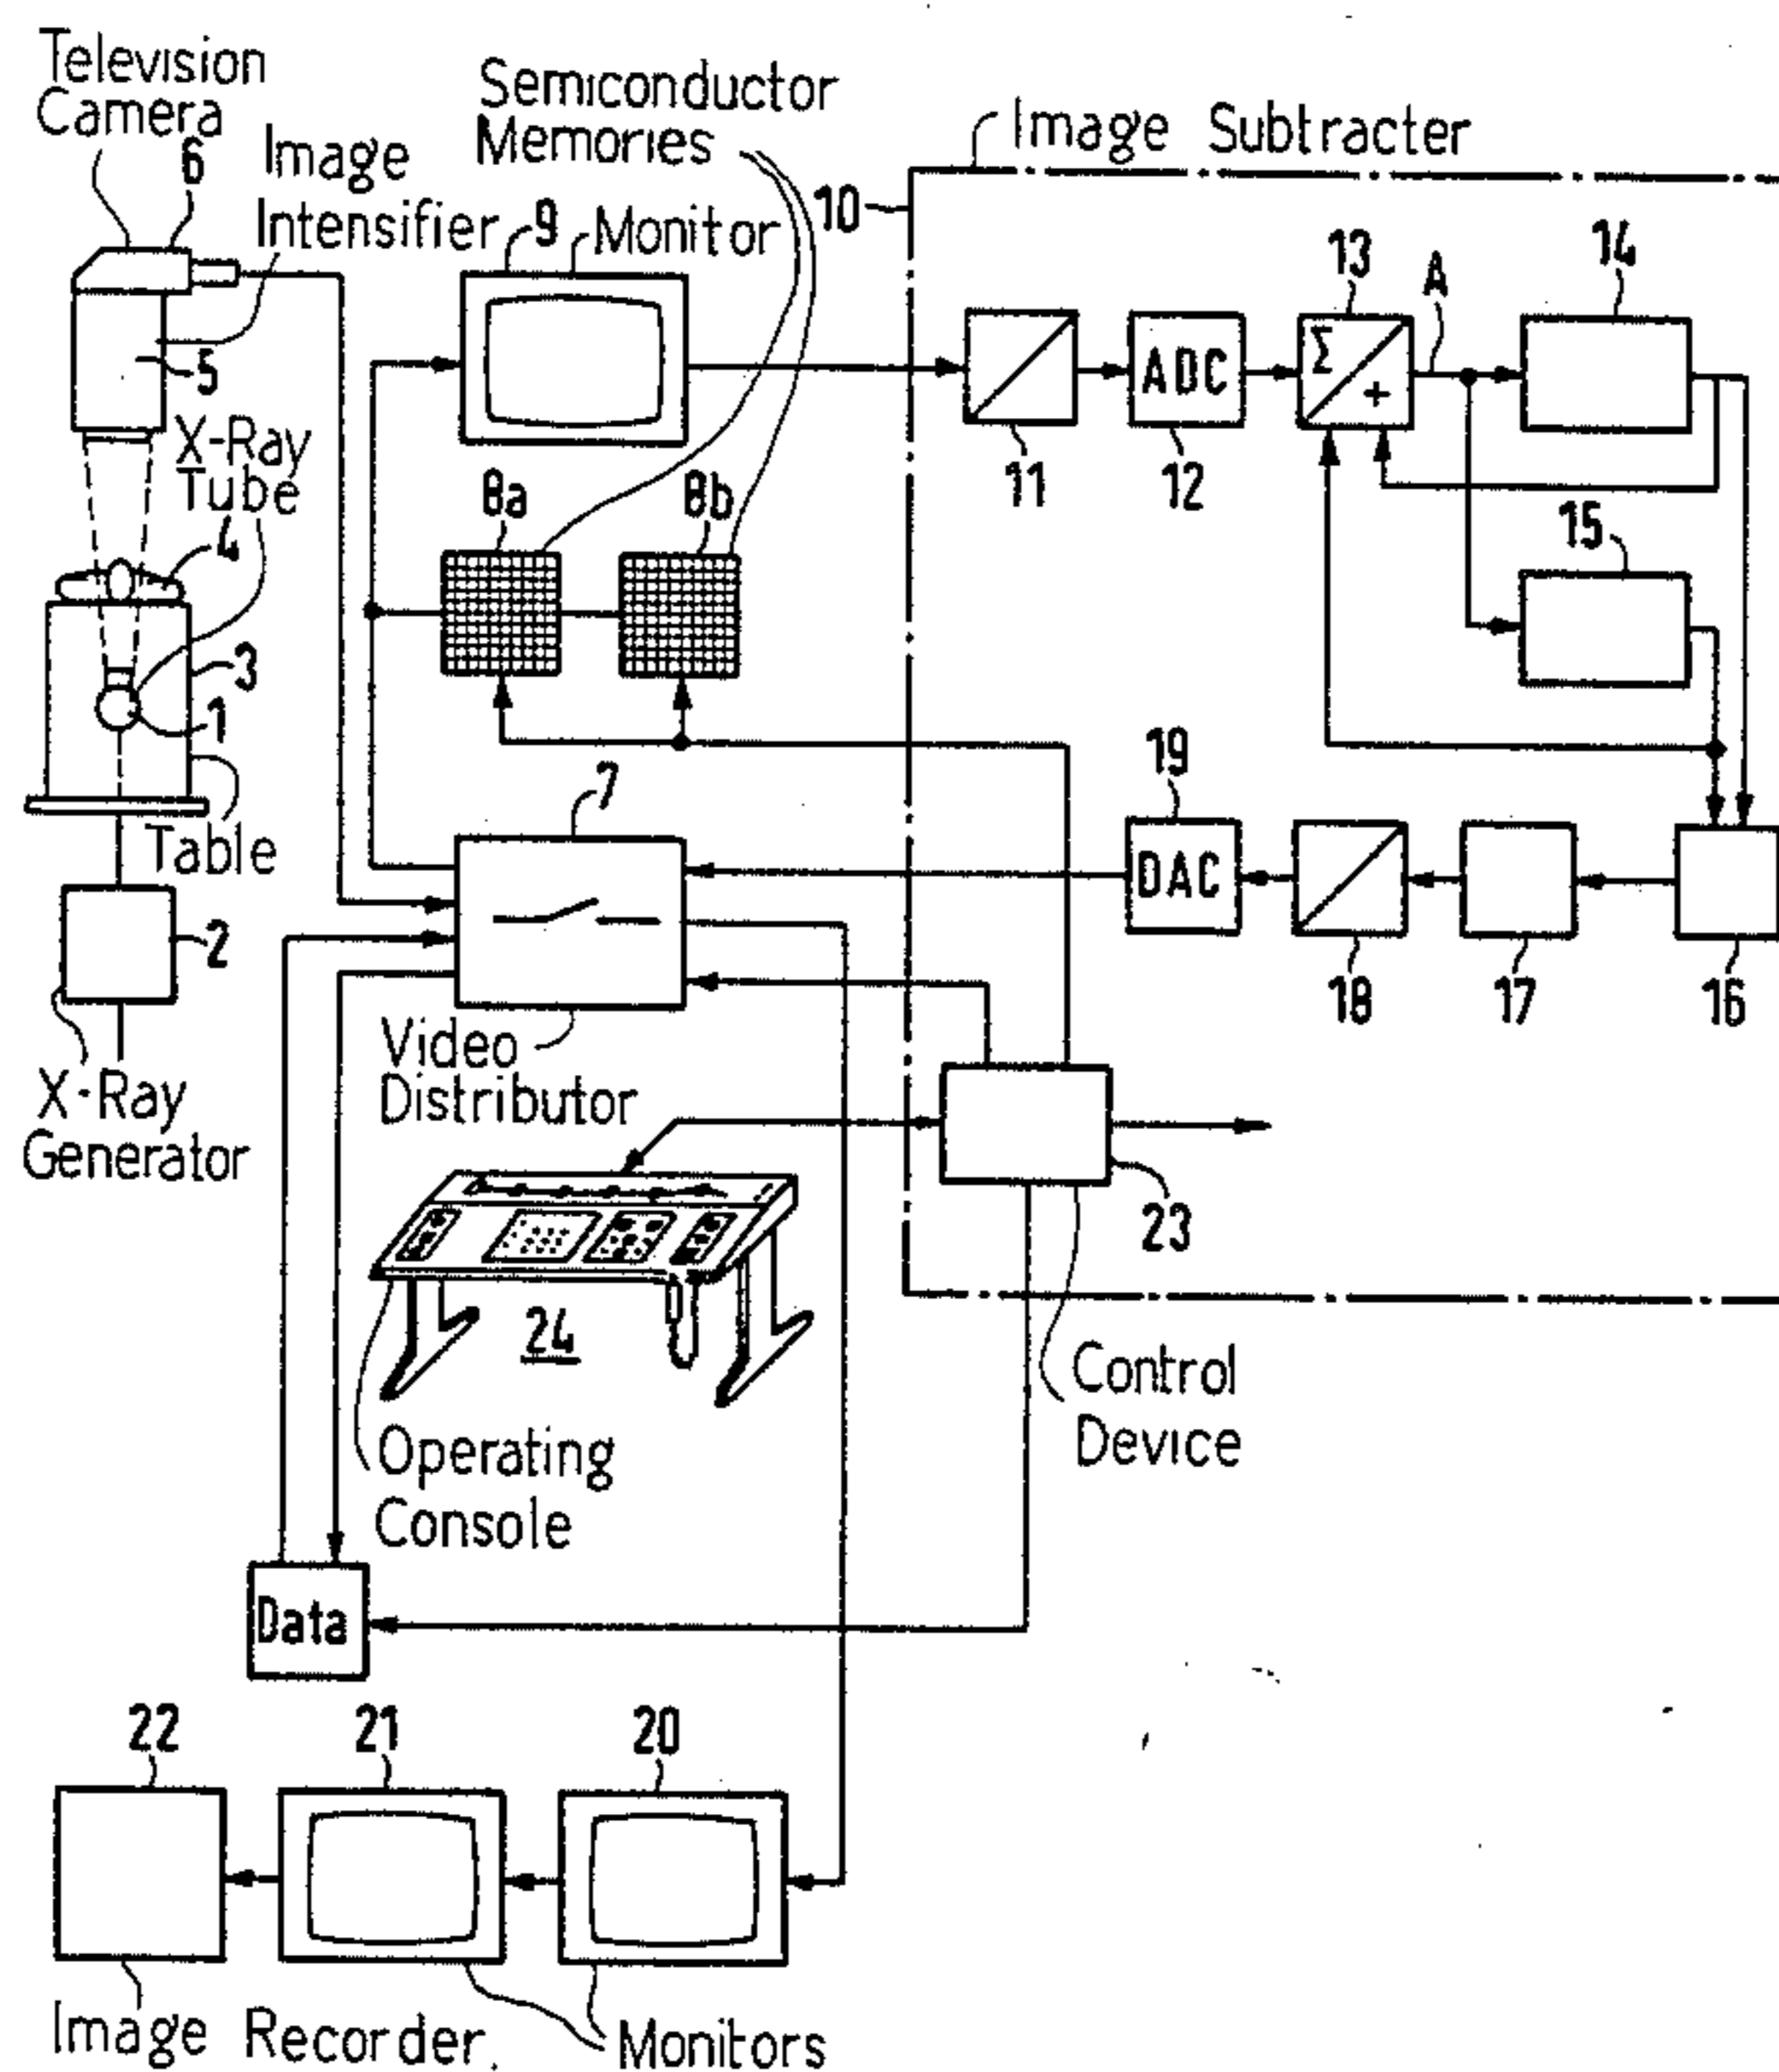 Television
Camera
6
Image
Intensifier
Semiconductor
Memories
Image Subtracter
10
9
Monitor
13
A
14
5
X-Ray
Tube
4
ADC
Σ
+
11
12
8a
8b
15
3
1
7
19
Table
DAC
2
18
17
16
Video
Distributor
X-Ray
Generator
23
24
Control
Device
Operating
Console
Data
22
21
20
Image Recorder
Monitors